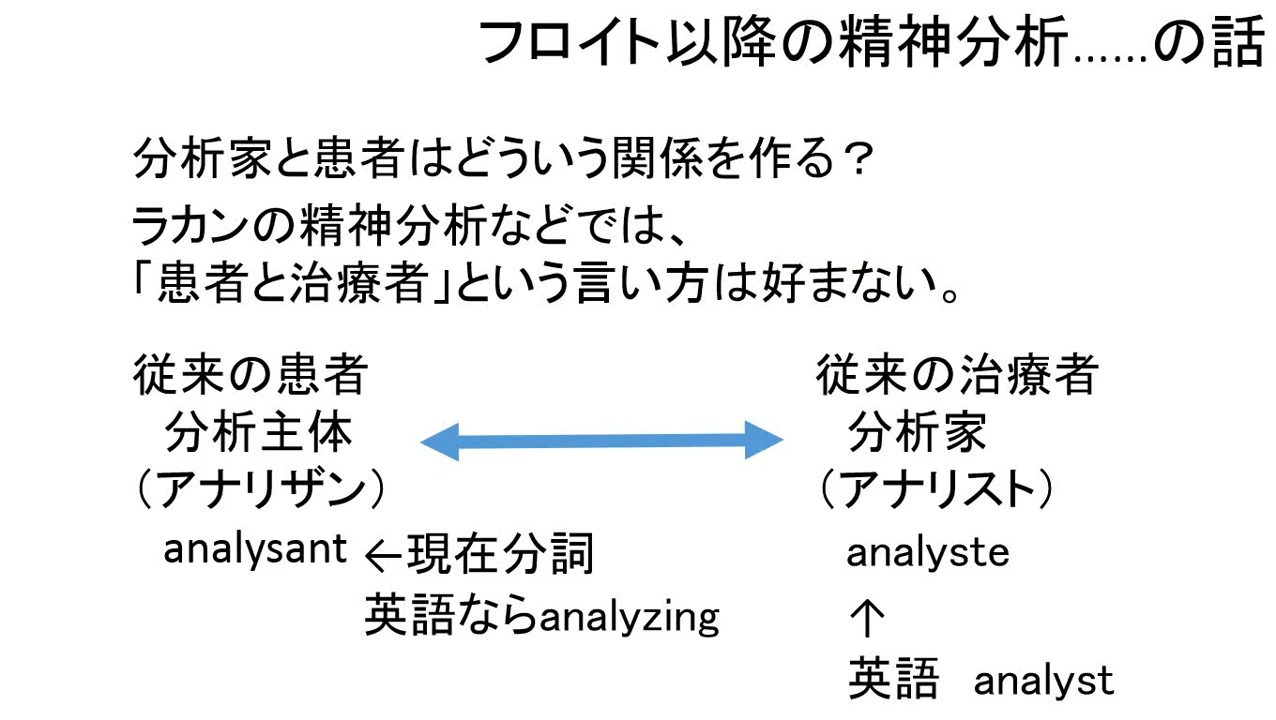 フロイト以降の精神分析……の話
分析家と患者はどういう関係を作る？
ラカンの精神分析などでは、
「患者と治療者」という言い方は好まない。
従来の患者
分析主体
（アナリザン）
analysant ←現在分詞
英語ならanalyzing
従来の治療者
分析家
（アナリスト）
analyste
↑
英語　analyst